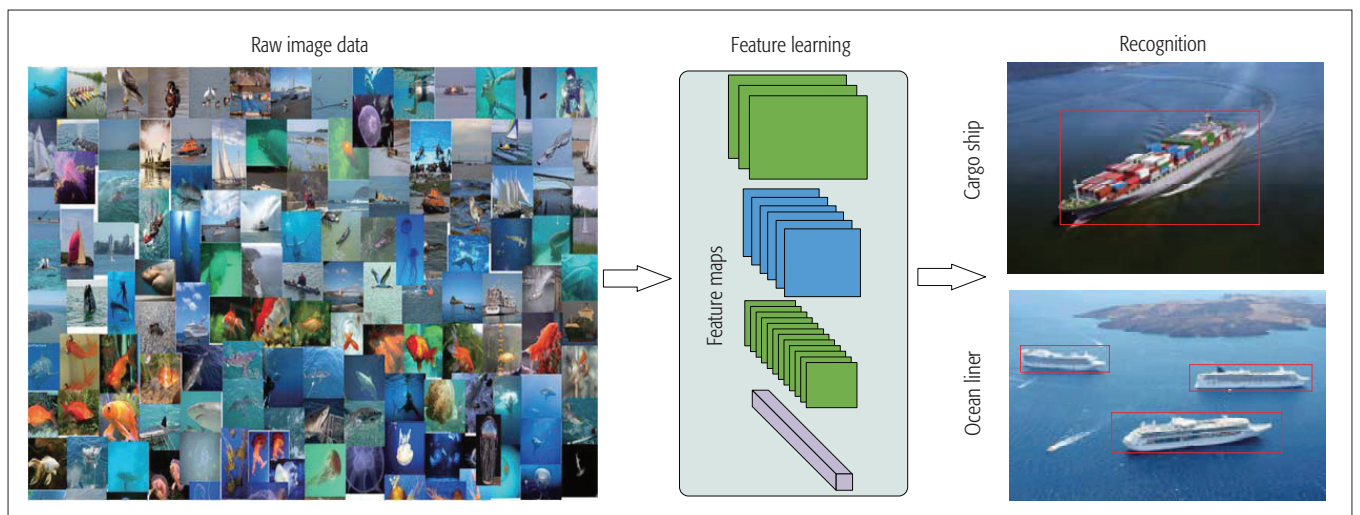 Raw image data
Feature learning
Recognition
Feature maps
Cargo ship
Ocean liner